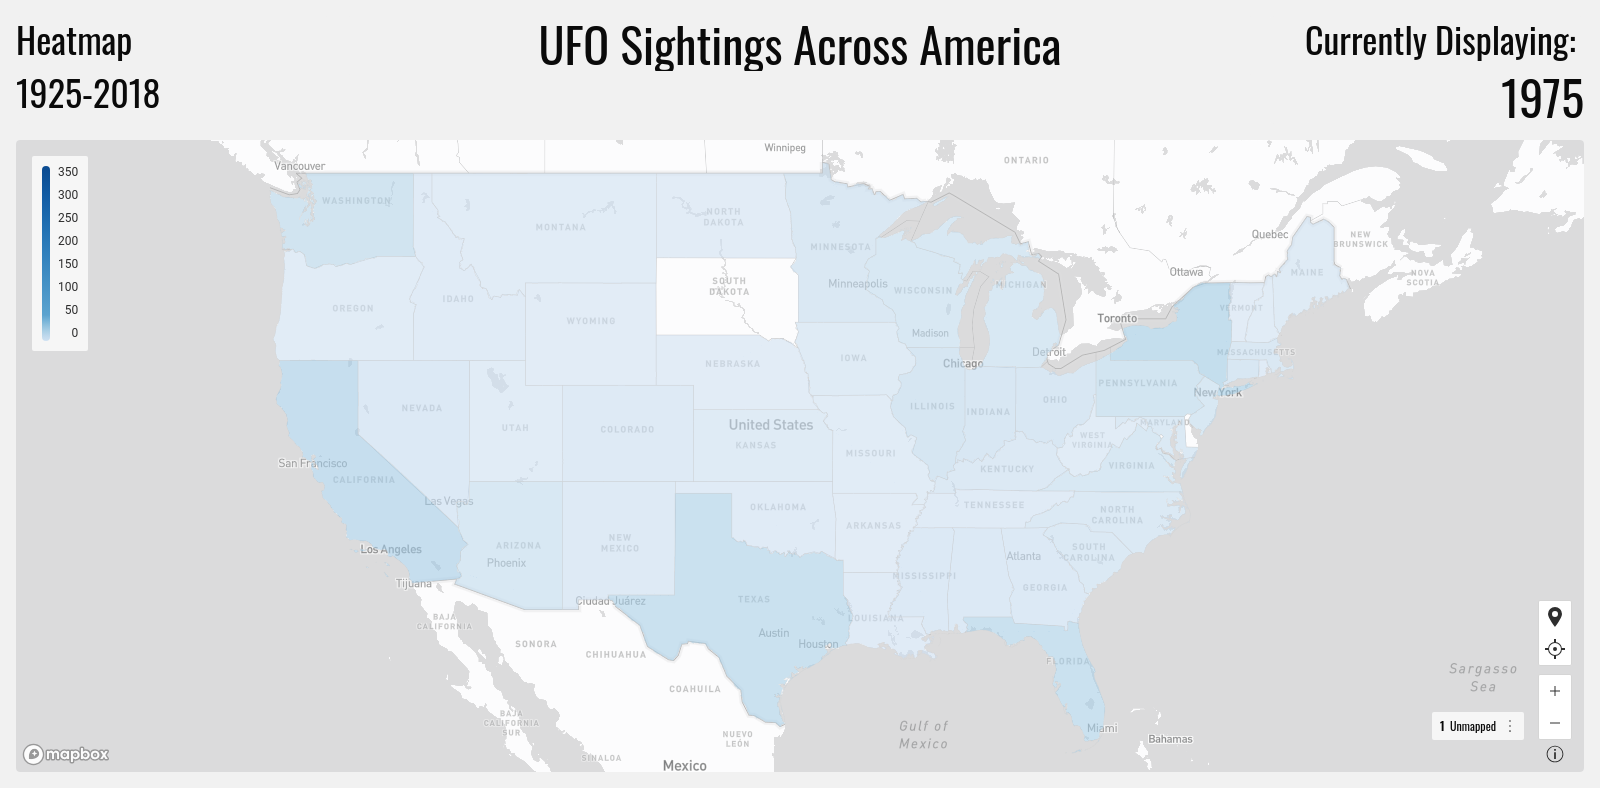 Heatmap
1925-2018
UFO Sightings Across America
Currently Displaying:
1975
350
300
250
200
150
100
50
0
Vancouver
Winnipeg
ONTARIO
WASHINGTON
MONTANA
NORTH
DAKOTA
MINNESOTA
Quebec
NEW
BRUNSWICK
NOVA
SCOTIA
MAINE
Ottawa
OREGON
IDAHO
WYOMING
SOUTH
DAKOTA
Minneapolis
WISCONSIN
MICHIGAN
VERMONT
Toronto
Madison
Detroit
MASSACHUSETTS
NEBRASKA
IOWA
Chicago
PENNSYLVANIA
New York
NEVADA
UTAH
COLORADO
United States
KANSAS
ILLINOIS
INDIANA
OHIO
MARYLAND
WEST
VIRGINIA
VIRGINIA
San Francisco
CALIFORNIA
MISSOURI
KENTUCKY
Las Vegas
OKLAHOMA
TENNESSEE
NORTH
CAROLINA
ARKANSAS
Los Angeles
ARIZONA
Phoenix
NEW
MEXICO
Atlanta
SOUTH
CAROLINA
MISSISSIPPI
GEORGIA
Tijuana
Ciudad Juárez
TEXAS
LOUISIANA
BAJA
CALIFORNIA
SONORA
CHIHUAHUA
Austin
Houston
FLORIDA
COAHUILA
Sargasso
Sea
BAJA
CALIFORNIA
SUR
NUEVO
LEÓN
Gulf of
Mexico
Miami
Bahamas
SINALOA
Mexico
1 Unmapped
mapbox